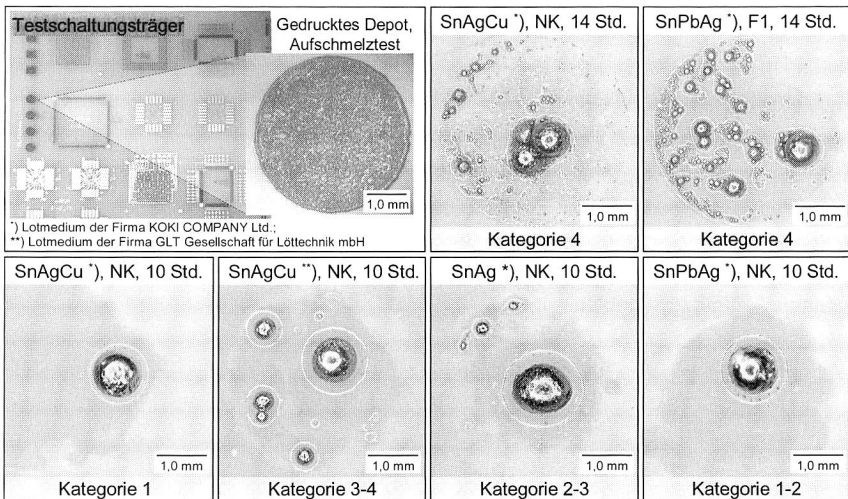 Testschaltungsträger
Gedrucktes Depot,
Aufschmelztest
1,0 mm
*) Lotmedium der Firma KOKI COMPANY Ltd.;
**) Lotmedium der Firma GLT Gesellschaft für Löttechnik mbH
SnAgCu *), NK, 14 Std.
1,0 mm
Kategorie 4
SnPbAg *), F1, 14 Std.
1,0 mm
Kategorie 4
SnAgCu *), NK, 10 Std.
1,0 mm
Kategorie 1
SnAgCu **), NK, 10 Std.
1,0 mm
Kategorie 3-4
SnAg *), NK, 10 Std.
1,0 mm
Kategorie 2-3
SnPbAg *), NK, 10 Std.
1,0 mm
Kategorie 1-2